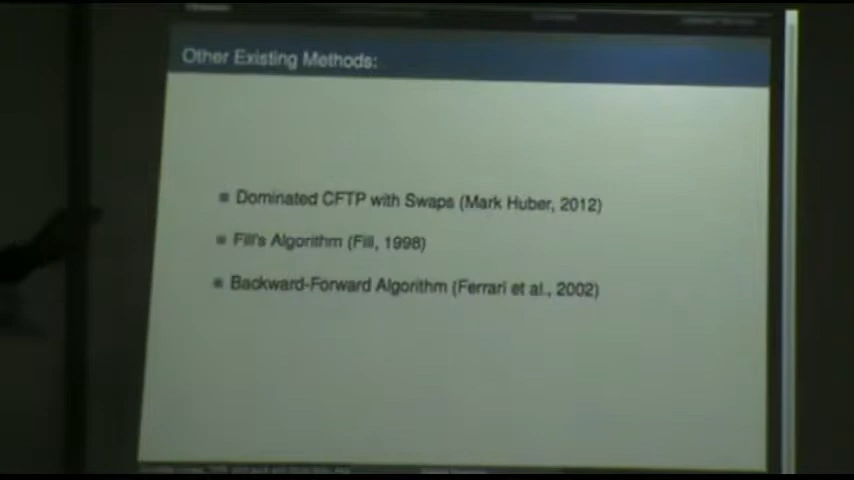 Other Existing Methods:
Dominated CFTP with Swaps (Mark Huber, 2012)
Fill's Algorithm (Fill, 1998)
Backward-Forward Algorithm (Ferrari et al., 2002)